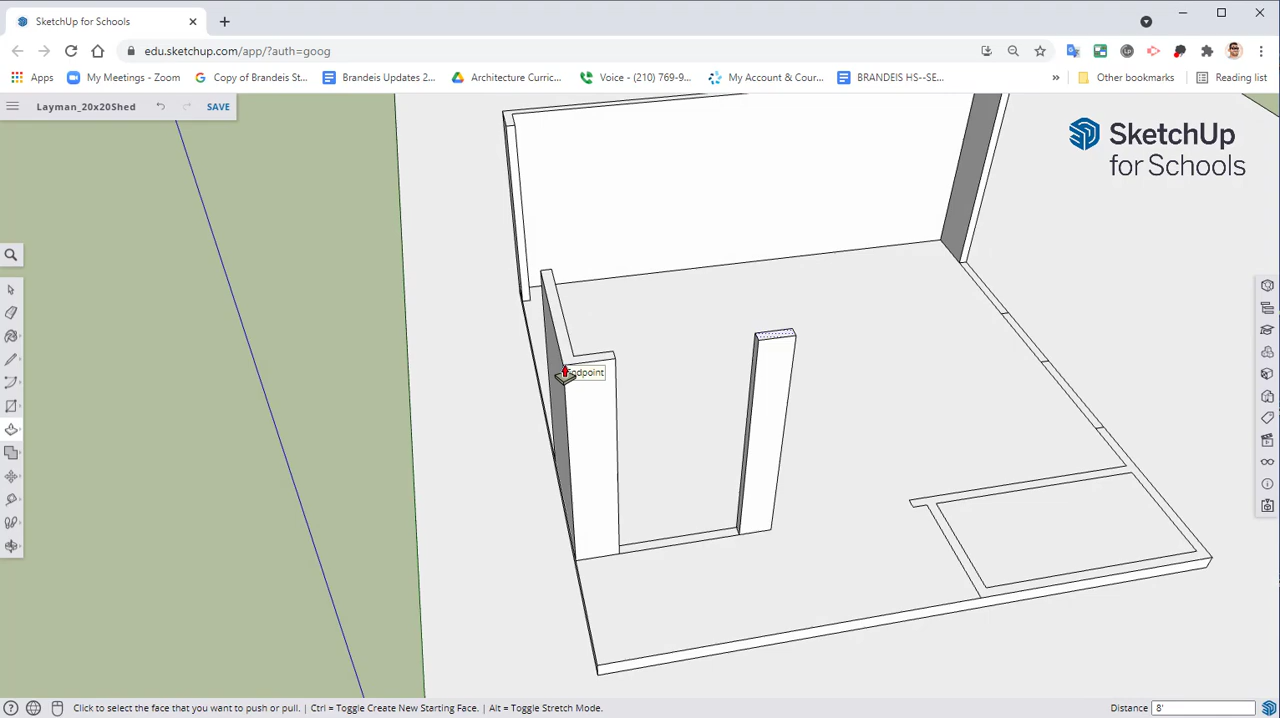 SketchUp for Schools
edu.sketchup.com/app/?auth=goog
Apps
My Meetings - Zoom
Copy of Brandeis St...
Brandeis Updates 2...
Architecture Curric...
Voice - (210) 769-9...
My Account & Cour...
BRANDEIS HS--SE...
»
Other bookmarks
Reading list
Layman_20x20Shed
SAVE
SketchUp
for Schools
Endpoint
Click to select the face that you want to push or pull. | Ctrl = Toggle Create New Starting Face. | Alt = Toggle Stretch Mode.
Distance
8'